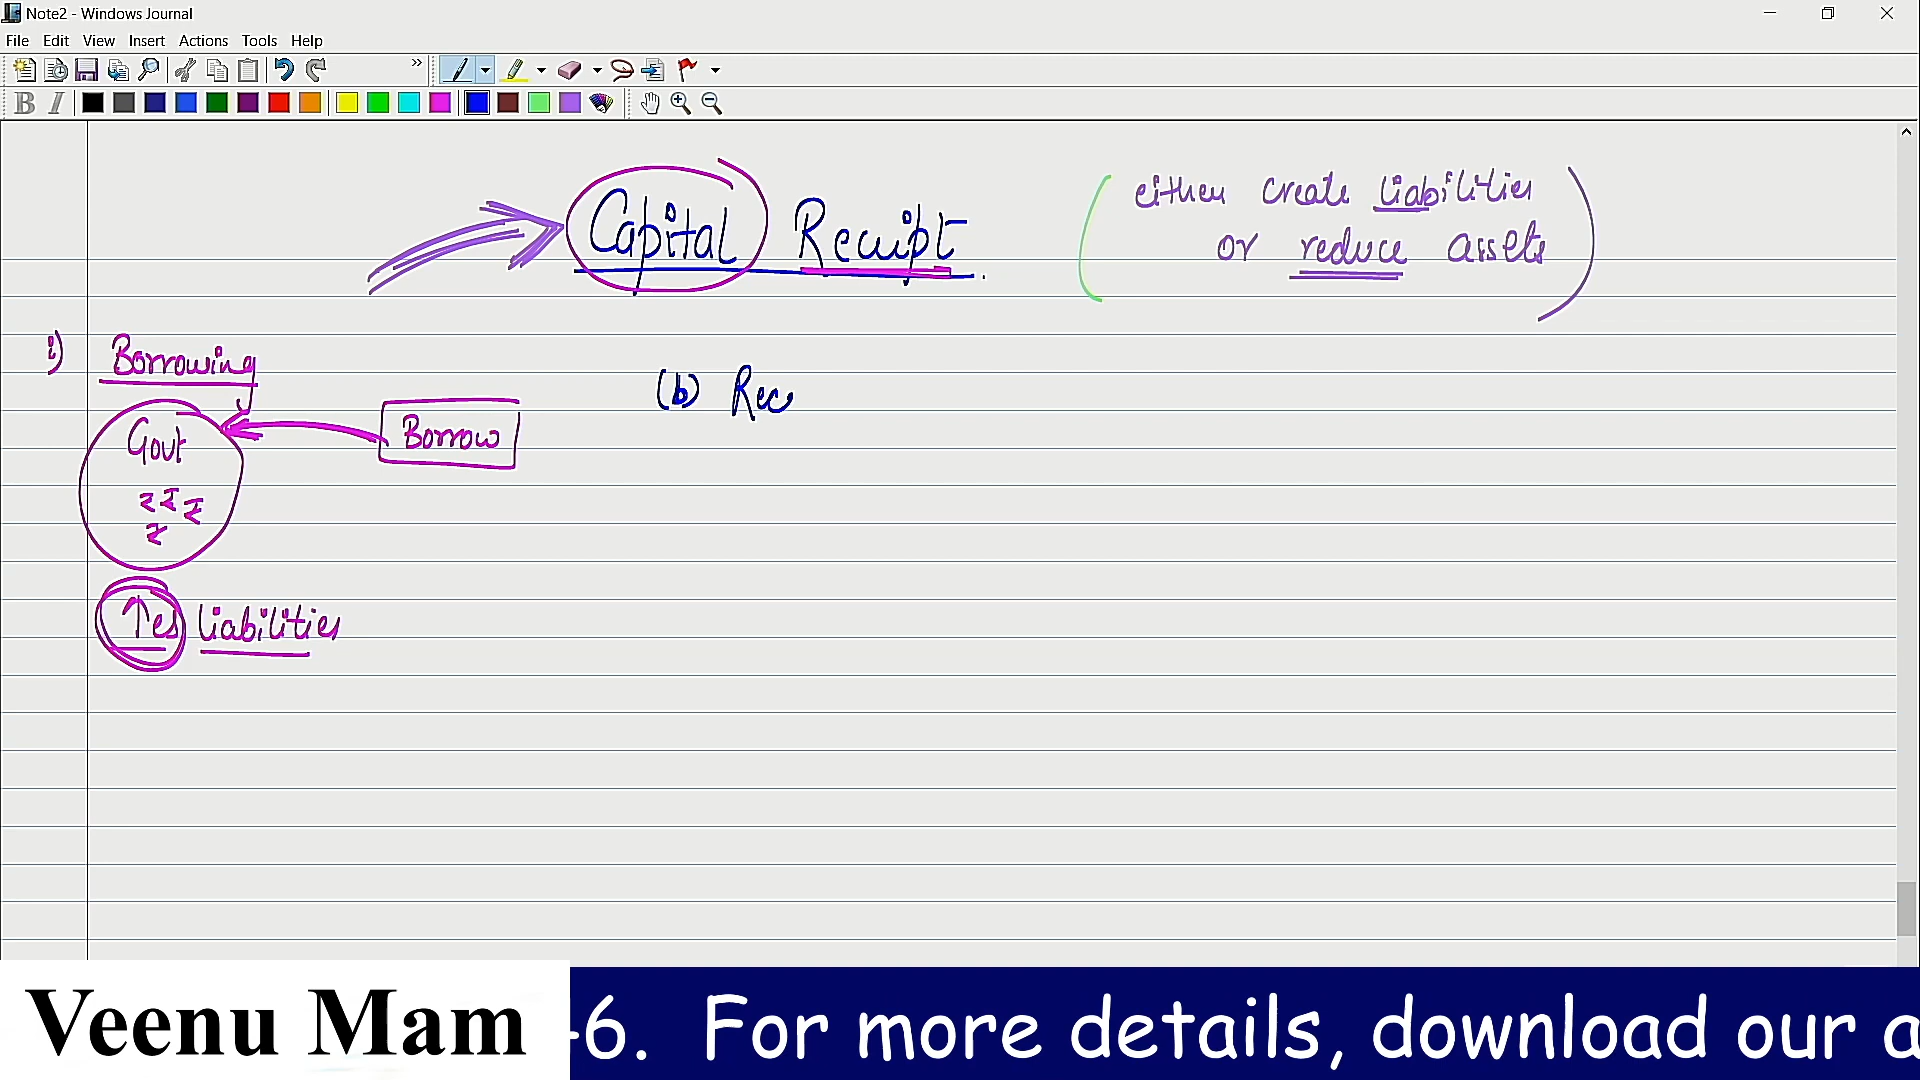 Note2 - Windows Journal
File Edit View Insert Actions Tools Help
B I
Capital Receipt
either create liabilities
or reduce assets
i) Borrowing
(b) Rec
Govt
Borrow
₹ ₹ ₹
₹
↑es liabilities
Veenu Mam
-6. For more details, download our a